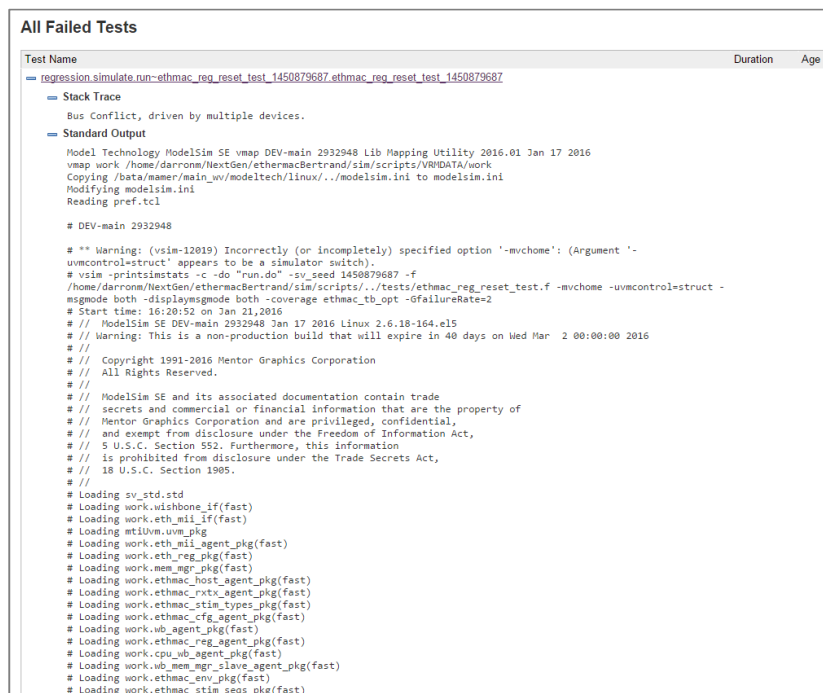 All Failed Tests
Test Name Duration Age
regression.simulate.run~ethmac_reg_reset_test_1450879687.ethmac_reg_reset_test_1450879687
Stack Trace
Bus Conflict, driven by multiple devices.
Standard Output
Model Technology ModelSim SE vmap DEV-main 2932948 Lib Mapping Utility 2016.01 Jan 17 2016
vmap work /home/darronm/NextGen/ethermacBertrand/sim/scripts/VRMDATA/work
Copying /bata/mamer/main_wv/modeltech/linux/../modelsim.ini to modelsim.ini
Modifying modelsim.ini
Reading pref.tcl
# DEV-main 2932948
# ** Warning: (vsim-12019) Incorrectly (or incompletely) specified option '-mvchome': (Argument '-
uvmcontrol=struct' appears to be a simulator switch).
# vsim -printsimstats -c -do "run.do" -sv_seed 1450879687 -f
/home/darronm/NextGen/ethermacBertrand/sim/scripts/../tests/ethmac_reg_reset_test.f -mvchome -uvmcontrol=struct -
msgmode both -displaymsgmode both -coverage ethmac_tb_opt -GfailureRate=2
# Start time: 16:20:52 on Jan 21,2016
# // ModelSim SE DEV-main 2932948 Jan 17 2016 Linux 2.6.18-164.el5
# // Warning: This is a non-production build that will expire in 40 days on Wed Mar 2 00:00:00 2016
# //
# // Copyright 1991-2016 Mentor Graphics Corporation
# // All Rights Reserved.
# //
# // ModelSim SE and its associated documentation contain trade
# // secrets and commercial or financial information that are the property of
# // Mentor Graphics Corporation and are privileged, confidential,
# // and exempt from disclosure under the Freedom of Information Act,
# // 5 U.S.C. Section 552. Furthermore, this information
# // is prohibited from disclosure under the Trade Secrets Act,
# // 18 U.S.C. Section 1905.
# //
# Loading sv_std.std
# Loading work.wishbone_if(fast)
# Loading work.eth_mii_if(fast)
# Loading mtiUvm.uvm_pkg
# Loading work.eth_mii_agent_pkg(fast)
# Loading work.eth_reg_pkg(fast)
# Loading work.mem_mgr_pkg(fast)
# Loading work.ethmac_host_agent_pkg(fast)
# Loading work.ethmac_rxtx_agent_pkg(fast)
# Loading work.ethmac_stim_types_pkg(fast)
# Loading work.ethmac_cfg_agent_pkg(fast)
# Loading work.wb_agent_pkg(fast)
# Loading work.ethmac_reg_agent_pkg(fast)
# Loading work.cpu_wb_agent_pkg(fast)
# Loading work.wb_mem_mgr_slave_agent_pkg(fast)
# Loading work.ethmac_env_pkg(fast)
# Loading work.ethmac_stim_seqs_pkg(fast)